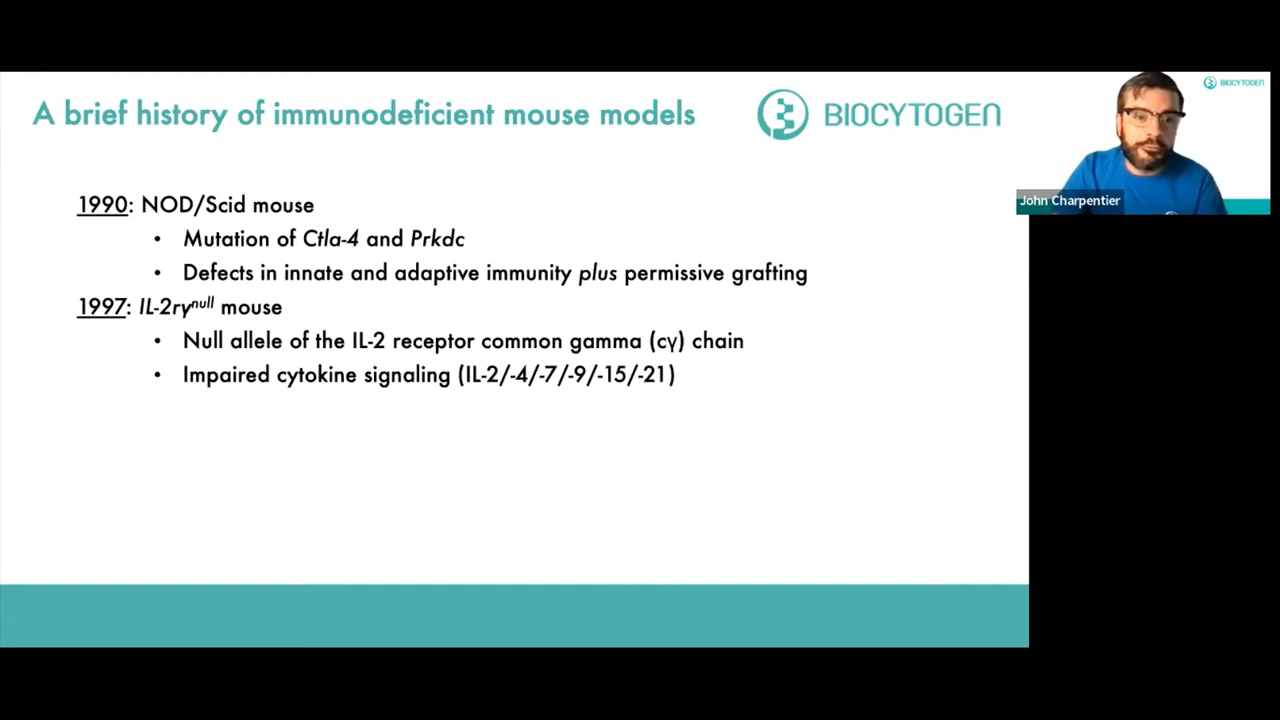 A brief history of immunodeficient mouse models
BIOCYTOGEN
BIOCYTOGEN
John Charpentier
1990: NOD/Scid mouse
• Mutation of Ctla-4 and Prkdc
• Defects in innate and adaptive immunity plus permissive grafting
1997: IL-2rγnull mouse
• Null allele of the IL-2 receptor common gamma (cγ) chain
• Impaired cytokine signaling (IL-2/-4/-7/-9/-15/-21)